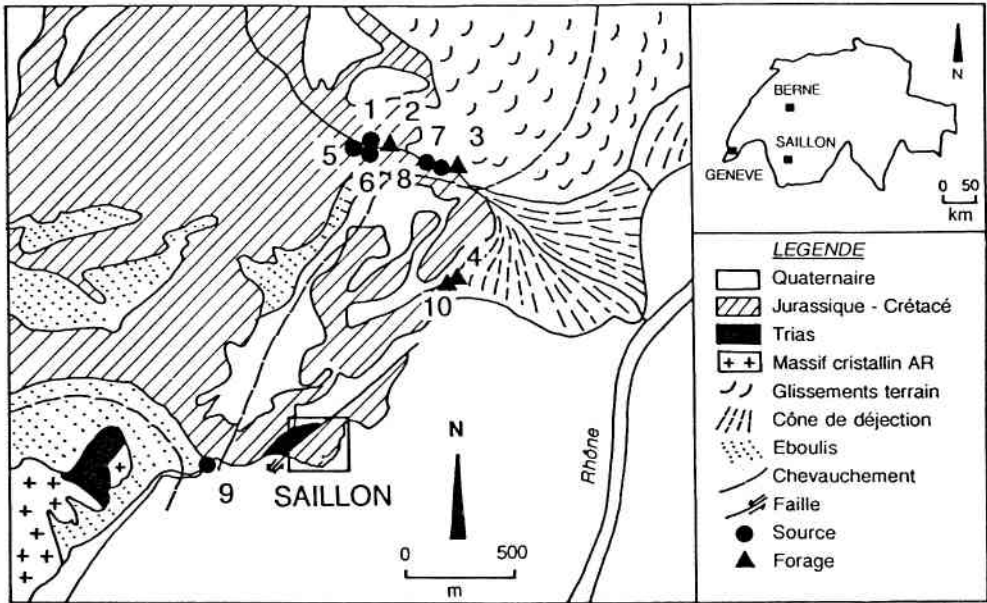 1
2
5
7
3
6
8
4
10
9
SAILLON
N
0 500
m
Rhône
N
BERNE
SAILLON
GENEVE
0 50
km
LEGENDE
Quaternaire
Jurassique - Crétacé
Trias
Massif cristallin AR
Glissements terrain
Cône de déjection
Eboulis
Chevauchement
Faille
Source
Forage